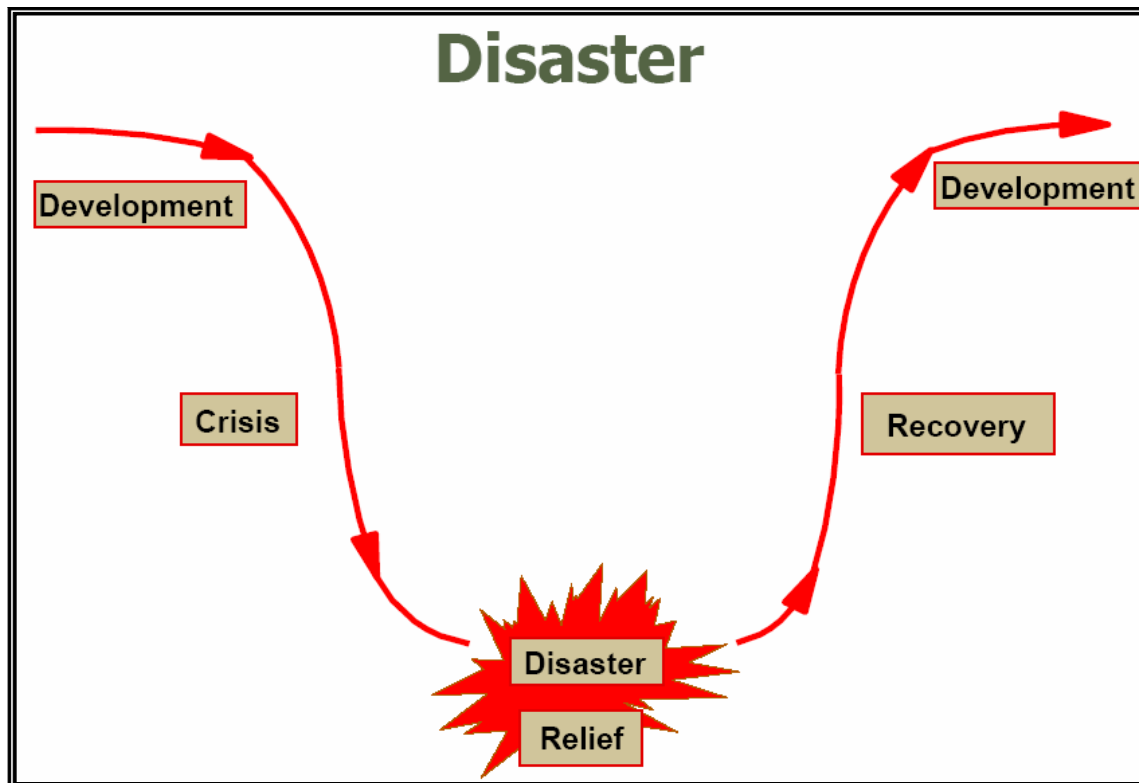 Disaster
Development
Development
Crisis
Recovery
Disaster
Relief